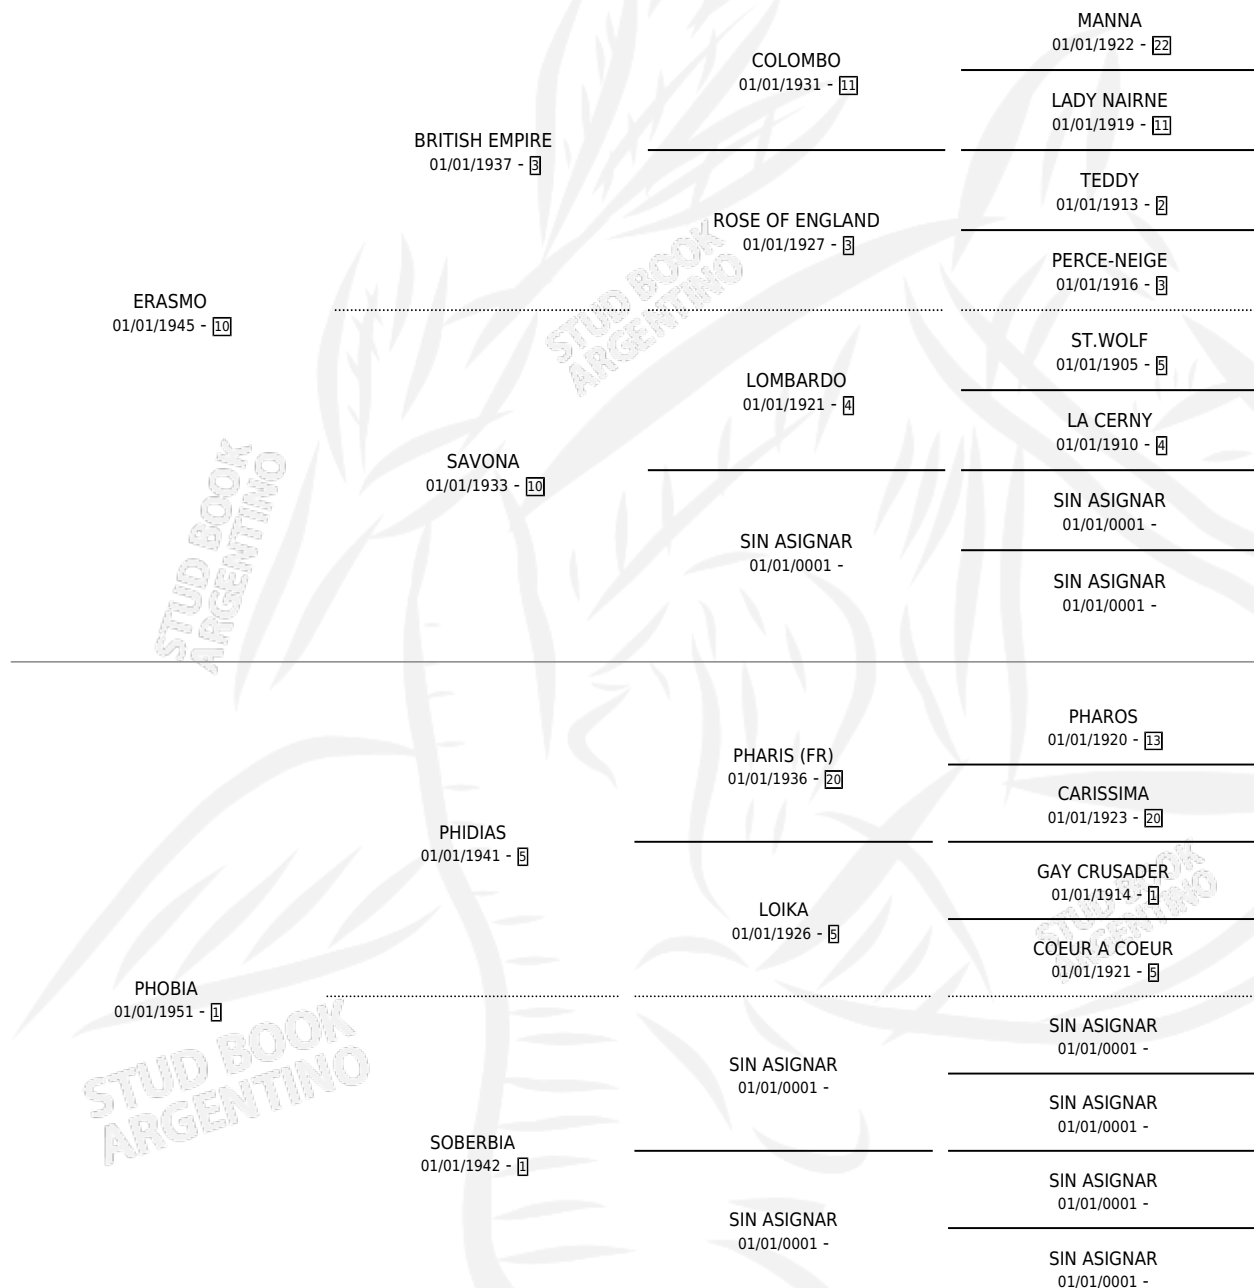 MANNA
01/01/1922 - 22
COLOMBO
01/01/1931 - 11
LADY NAIRNE
01/01/1919 - 11
BRITISH EMPIRE
01/01/1937 - 3
TEDDY
01/01/1913 - 2
ROSE OF ENGLAND
01/01/1927 - 3
PERCE-NEIGE
01/01/1916 - 3
ERASMO
01/01/1945 - 10
STUD BOOK
ARGENTINO
ST.WOLF
01/01/1905 - 5
LOMBARDO
01/01/1921 - 4
LA CERNY
01/01/1910 - 4
SAVONA
01/01/1933 - 10
SIN ASIGNAR
01/01/0001 -
SIN ASIGNAR
01/01/0001 -
SIN ASIGNAR
01/01/0001 -
STUD BOOK
ARGENTINO
PHAROS
01/01/1920 - 13
PHARIS (FR)
01/01/1936 - 20
CARISSIMA
01/01/1923 - 20
PHIDIAS
01/01/1941 - 5
GAY CRUSADER
01/01/1914 - 1
LOIKA
01/01/1926 - 5
COEUR A COEUR
01/01/1921 - 5
STUD BOOK
ARGENTINO
PHOBIA
01/01/1951 - 1
SIN ASIGNAR
01/01/0001 -
SIN ASIGNAR
01/01/0001 -
SIN ASIGNAR
01/01/0001 -
STUD BOOK
ARGENTINO
SOBERBIA
01/01/1942 - 1
SIN ASIGNAR
01/01/0001 -
SIN ASIGNAR
01/01/0001 -
SIN ASIGNAR
01/01/0001 -